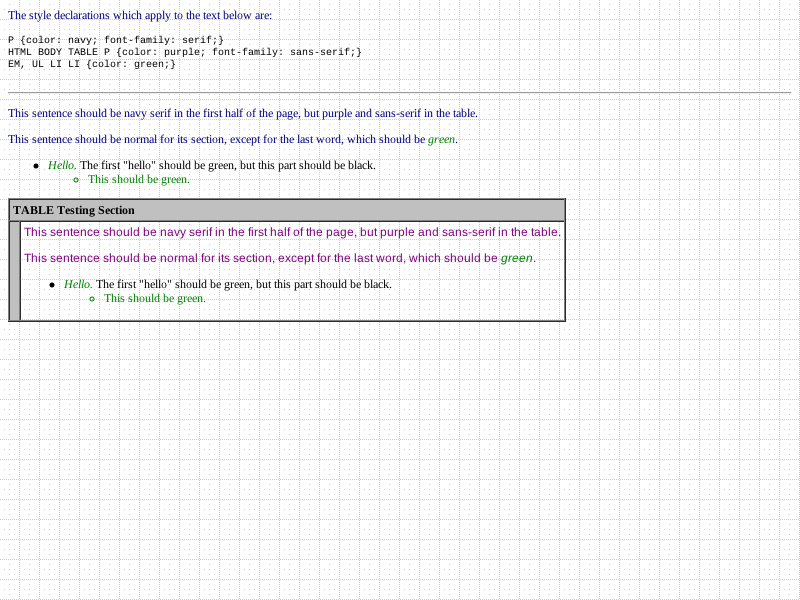 The style declarations which apply to the text below are:
P {color: navy; font-family: serif;}
HTML BODY TABLE P {color: purple; font-family: sans-serif;}
EM, UL LI LI {color: green;}
This sentence should be navy serif in the first half of the page, but purple and sans-serif in the table.
This sentence should be normal for its section, except for the last word, which should be green.
Hello. The first "hello" should be green, but this part should be black.
This should be green.
TABLE Testing Section
This sentence should be navy serif in the first half of the page, but purple and sans-serif in the table.
This sentence should be normal for its section, except for the last word, which should be green.
Hello. The first "hello" should be green, but this part should be black.
This should be green.